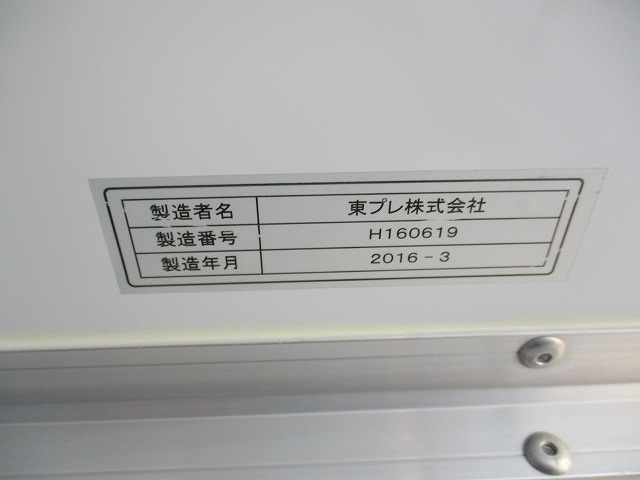 製造者名 東プレ株式会社
製造番号 H160619
製造年月 2016-3